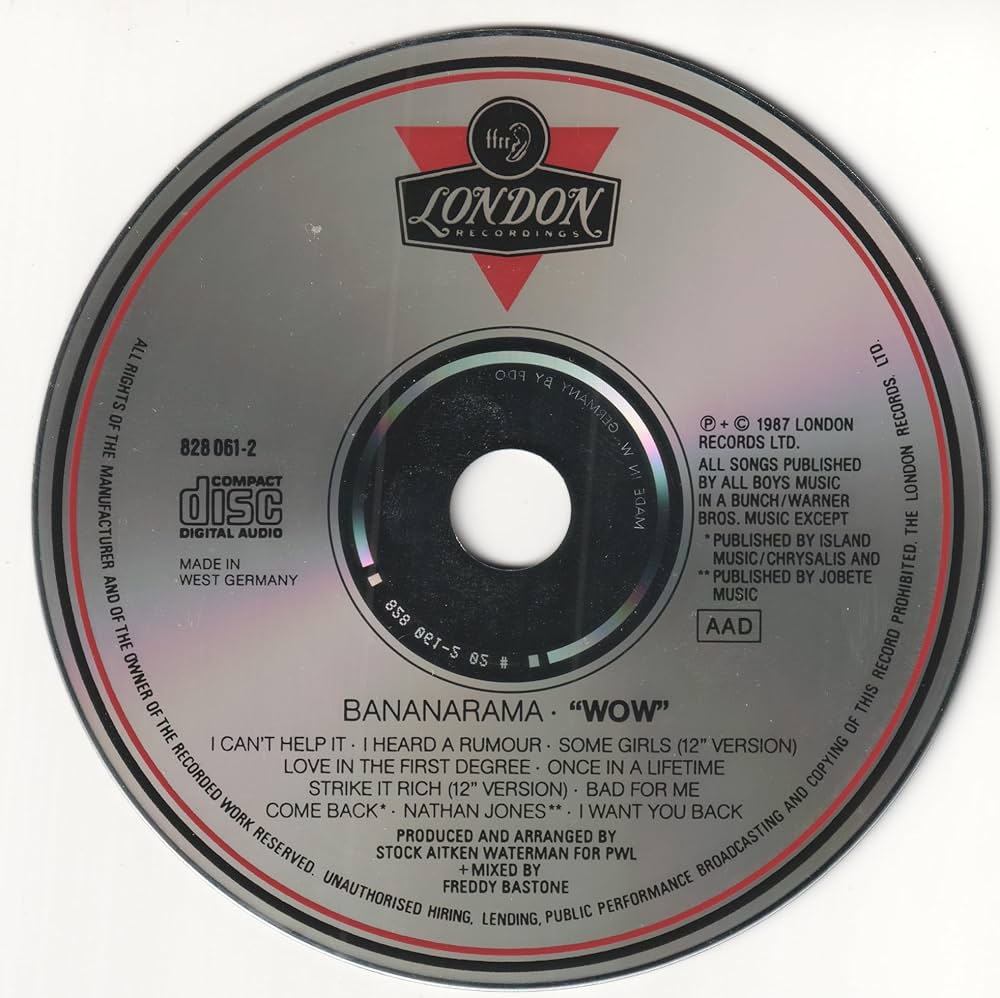 ffrr
LONDON
RECORDINGS
ALL RIGHTS OF THE MANUFACTURER AND OF THE OWNER OF THE RECORDED WORK RESERVED. UNAUTHORISED HIRING, LENDING, PUBLIC PERFORMANCE BROADCASTING AND COPYING OF THIS RECORD PROHIBITED. THE LONDON RECORDS. LTD.
828 061-2
COMPACT
disc
DIGITAL AUDIO
MADE IN
WEST GERMANY
MADE IN W. GERMANY BY PDO
828 061-2 02 #
Ⓟ + © 1987 LONDON
RECORDS LTD.
ALL SONGS PUBLISHED
BY ALL BOYS MUSIC
IN A BUNCH/WARNER
BROS. MUSIC EXCEPT
* PUBLISHED BY ISLAND
MUSIC/CHRYSALIS AND
** PUBLISHED BY JOBETE
MUSIC
AAD
BANANARAMA · “WOW”
I CAN'T HELP IT · I HEARD A RUMOUR · SOME GIRLS (12” VERSION)
LOVE IN THE FIRST DEGREE · ONCE IN A LIFETIME
STRIKE IT RICH (12” VERSION) · BAD FOR ME
COME BACK* · NATHAN JONES** · I WANT YOU BACK
PRODUCED AND ARRANGED BY
STOCK AITKEN WATERMAN FOR PWL
+ MIXED BY
FREDDY BASTONE